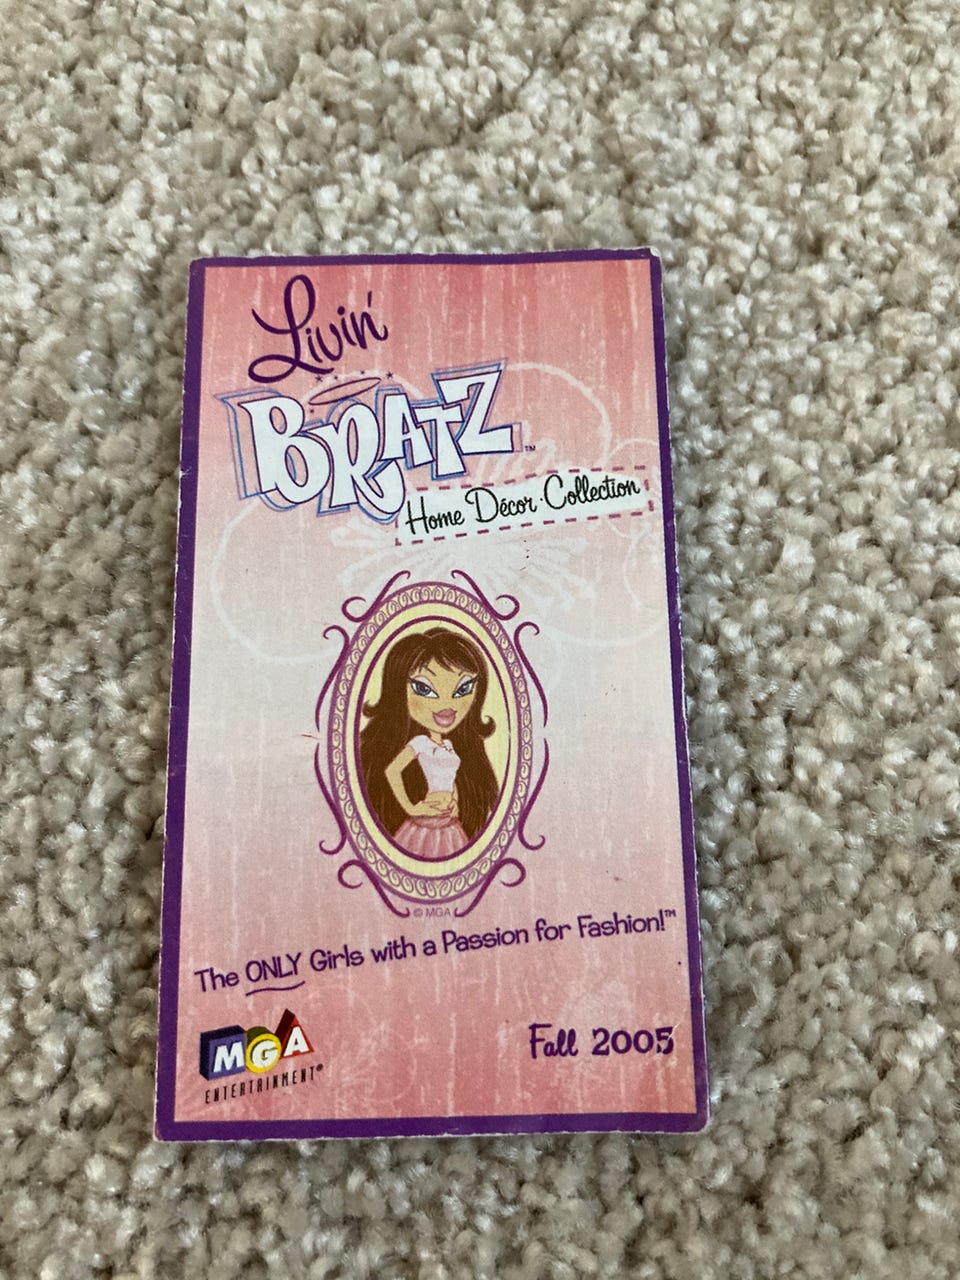 Livin'
BRATZ™
Home Décor Collection
© MGA
The ONLY Girls with a Passion for Fashion!™
MGA
ENTERTAINMENT®
Fall 2005